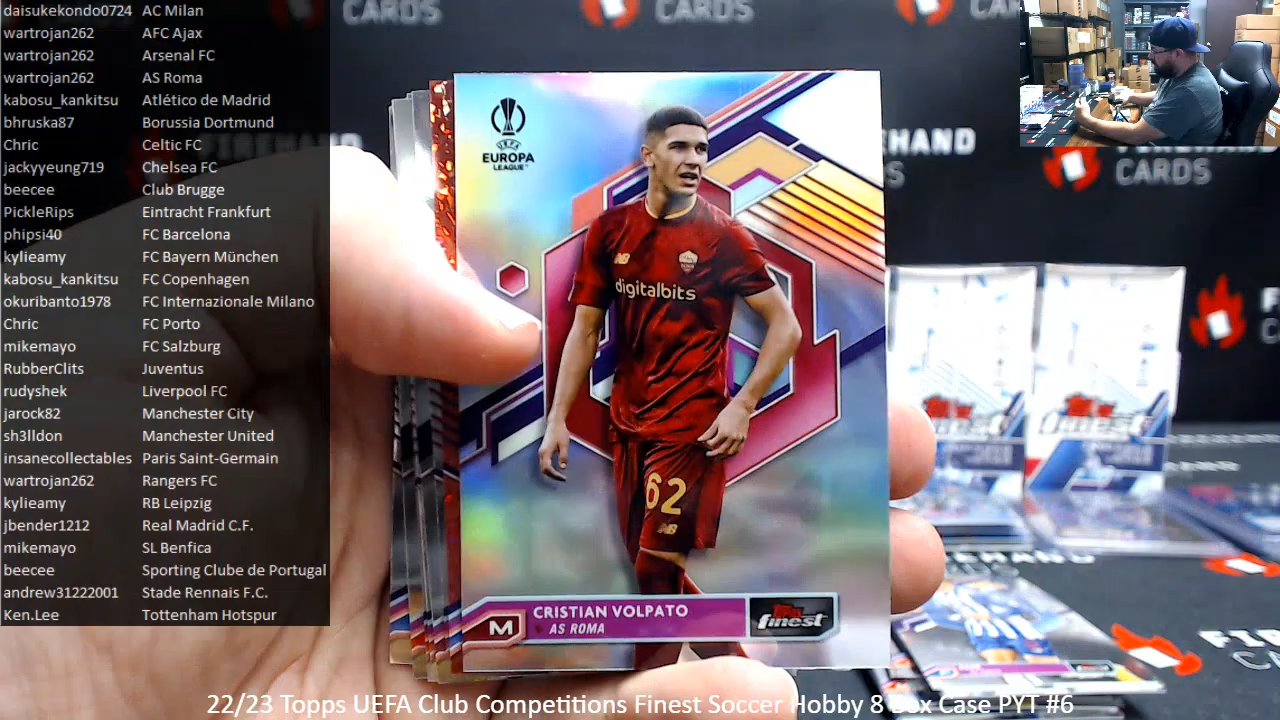 daisukekondo0724 AC Milan
wartrojan262 AFC Ajax
wartrojan262 Arsenal FC
wartrojan262 AS Roma
kabosu_kankitsu Atlético de Madrid
bhruska87 Borussia Dortmund
Chric Celtic FC
jackyyeung719 Chelsea FC
beecee Club Brugge
PickleRips Eintracht Frankfurt
phipsi40 FC Barcelona
kylieamy FC Bayern München
kabosu_kankitsu FC Copenhagen
okuribanto1978 FC Internazionale Milano
Chric FC Porto
mikemayo FC Salzburg
RubberClits Juventus
rudyshek Liverpool FC
jarock82 Manchester City
sh3lldon Manchester United
insanecollectables Paris Saint-Germain
wartrojan262 Rangers FC
kylieamy RB Leipzig
jbender1212 Real Madrid C.F.
mikemayo SL Benfica
beecee Sporting Clube de Portugal
andrew31222001 Stade Rennais F.C.
Ken.Lee Tottenham Hotspur
CARDS
CARDS
UEFA
EUROPA
LEAGUE
NB
digitalbits
62
NB
M
CRISTIAN VOLPATO
AS ROMA
Topps
finest
CARDS
22/23 Topps UEFA Club Competitions Finest Soccer Hobby 8 Box Case PYT #6